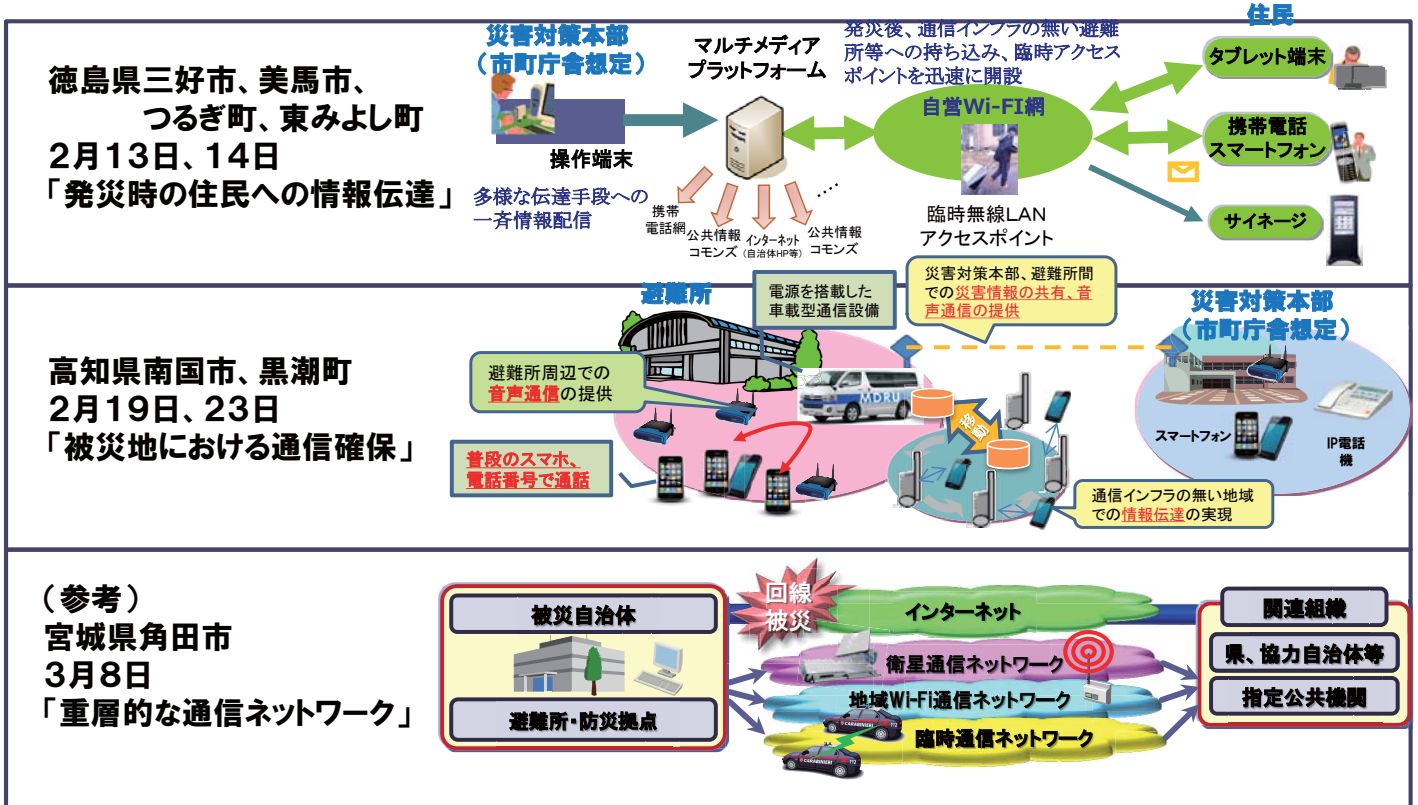 徳島県三好市、美馬市、
つるぎ町、東みよし町
2月13日、14日
「発災時の住民への情報伝達」
災害対策本部
（市町庁舎想定）
操作端末
多様な伝達手段への
一斉情報配信
マルチメディア
プラットフォーム
携帯
電話網
公共情報
コモンズ
インターネット
（自治体HP等）
公共情報
コモンズ
‥‥
発災後、通信インフラの無い避難
所等への持ち込み、臨時アクセス
ポイントを迅速に開設
自営Wi-FI網
臨時無線LAN
アクセスポイント
住民
タブレット端末
携帯電話
スマートフォン
サイネージ
高知県南国市、黒潮町
2月19日、23日
「被災地における通信確保」
避難所
電源を搭載した
車載型通信設備
災害対策本部、避難所間
での災害情報の共有、音
声通信の提供
避難所周辺での
音声通信の提供
MDRU
移動
普段のスマホ、
電話番号で通話
通信インフラの無い地域
での情報伝達の実現
災害対策本部
（市町庁舎想定）
スマートフォン
IP電話
機
（参考）
宮城県角田市
3月8日
「重層的な通信ネットワーク」
被災自治体
避難所・防災拠点
回線
被災
インターネット
衛星通信ネットワーク
地域Wi-Fi通信ネットワーク
臨時通信ネットワーク
CARABINIERI
112
CARABINIERI
112
関連組織
県、協力自治体等
指定公共機関